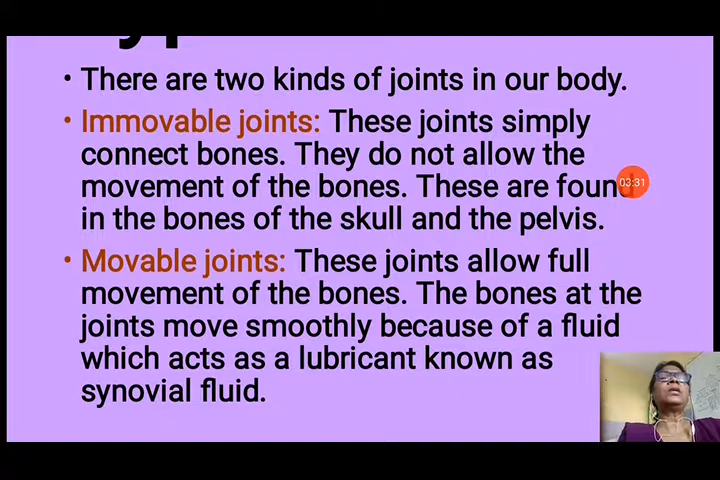 • There are two kinds of joints in our body.
• Immovable joints: These joints simply
connect bones. They do not allow the
movement of the bones. These are found
in the bones of the skull and the pelvis.
• Movable joints: These joints allow full
movement of the bones. The bones at the
joints move smoothly because of a fluid
which acts as a lubricant known as
synovial fluid.
03:31